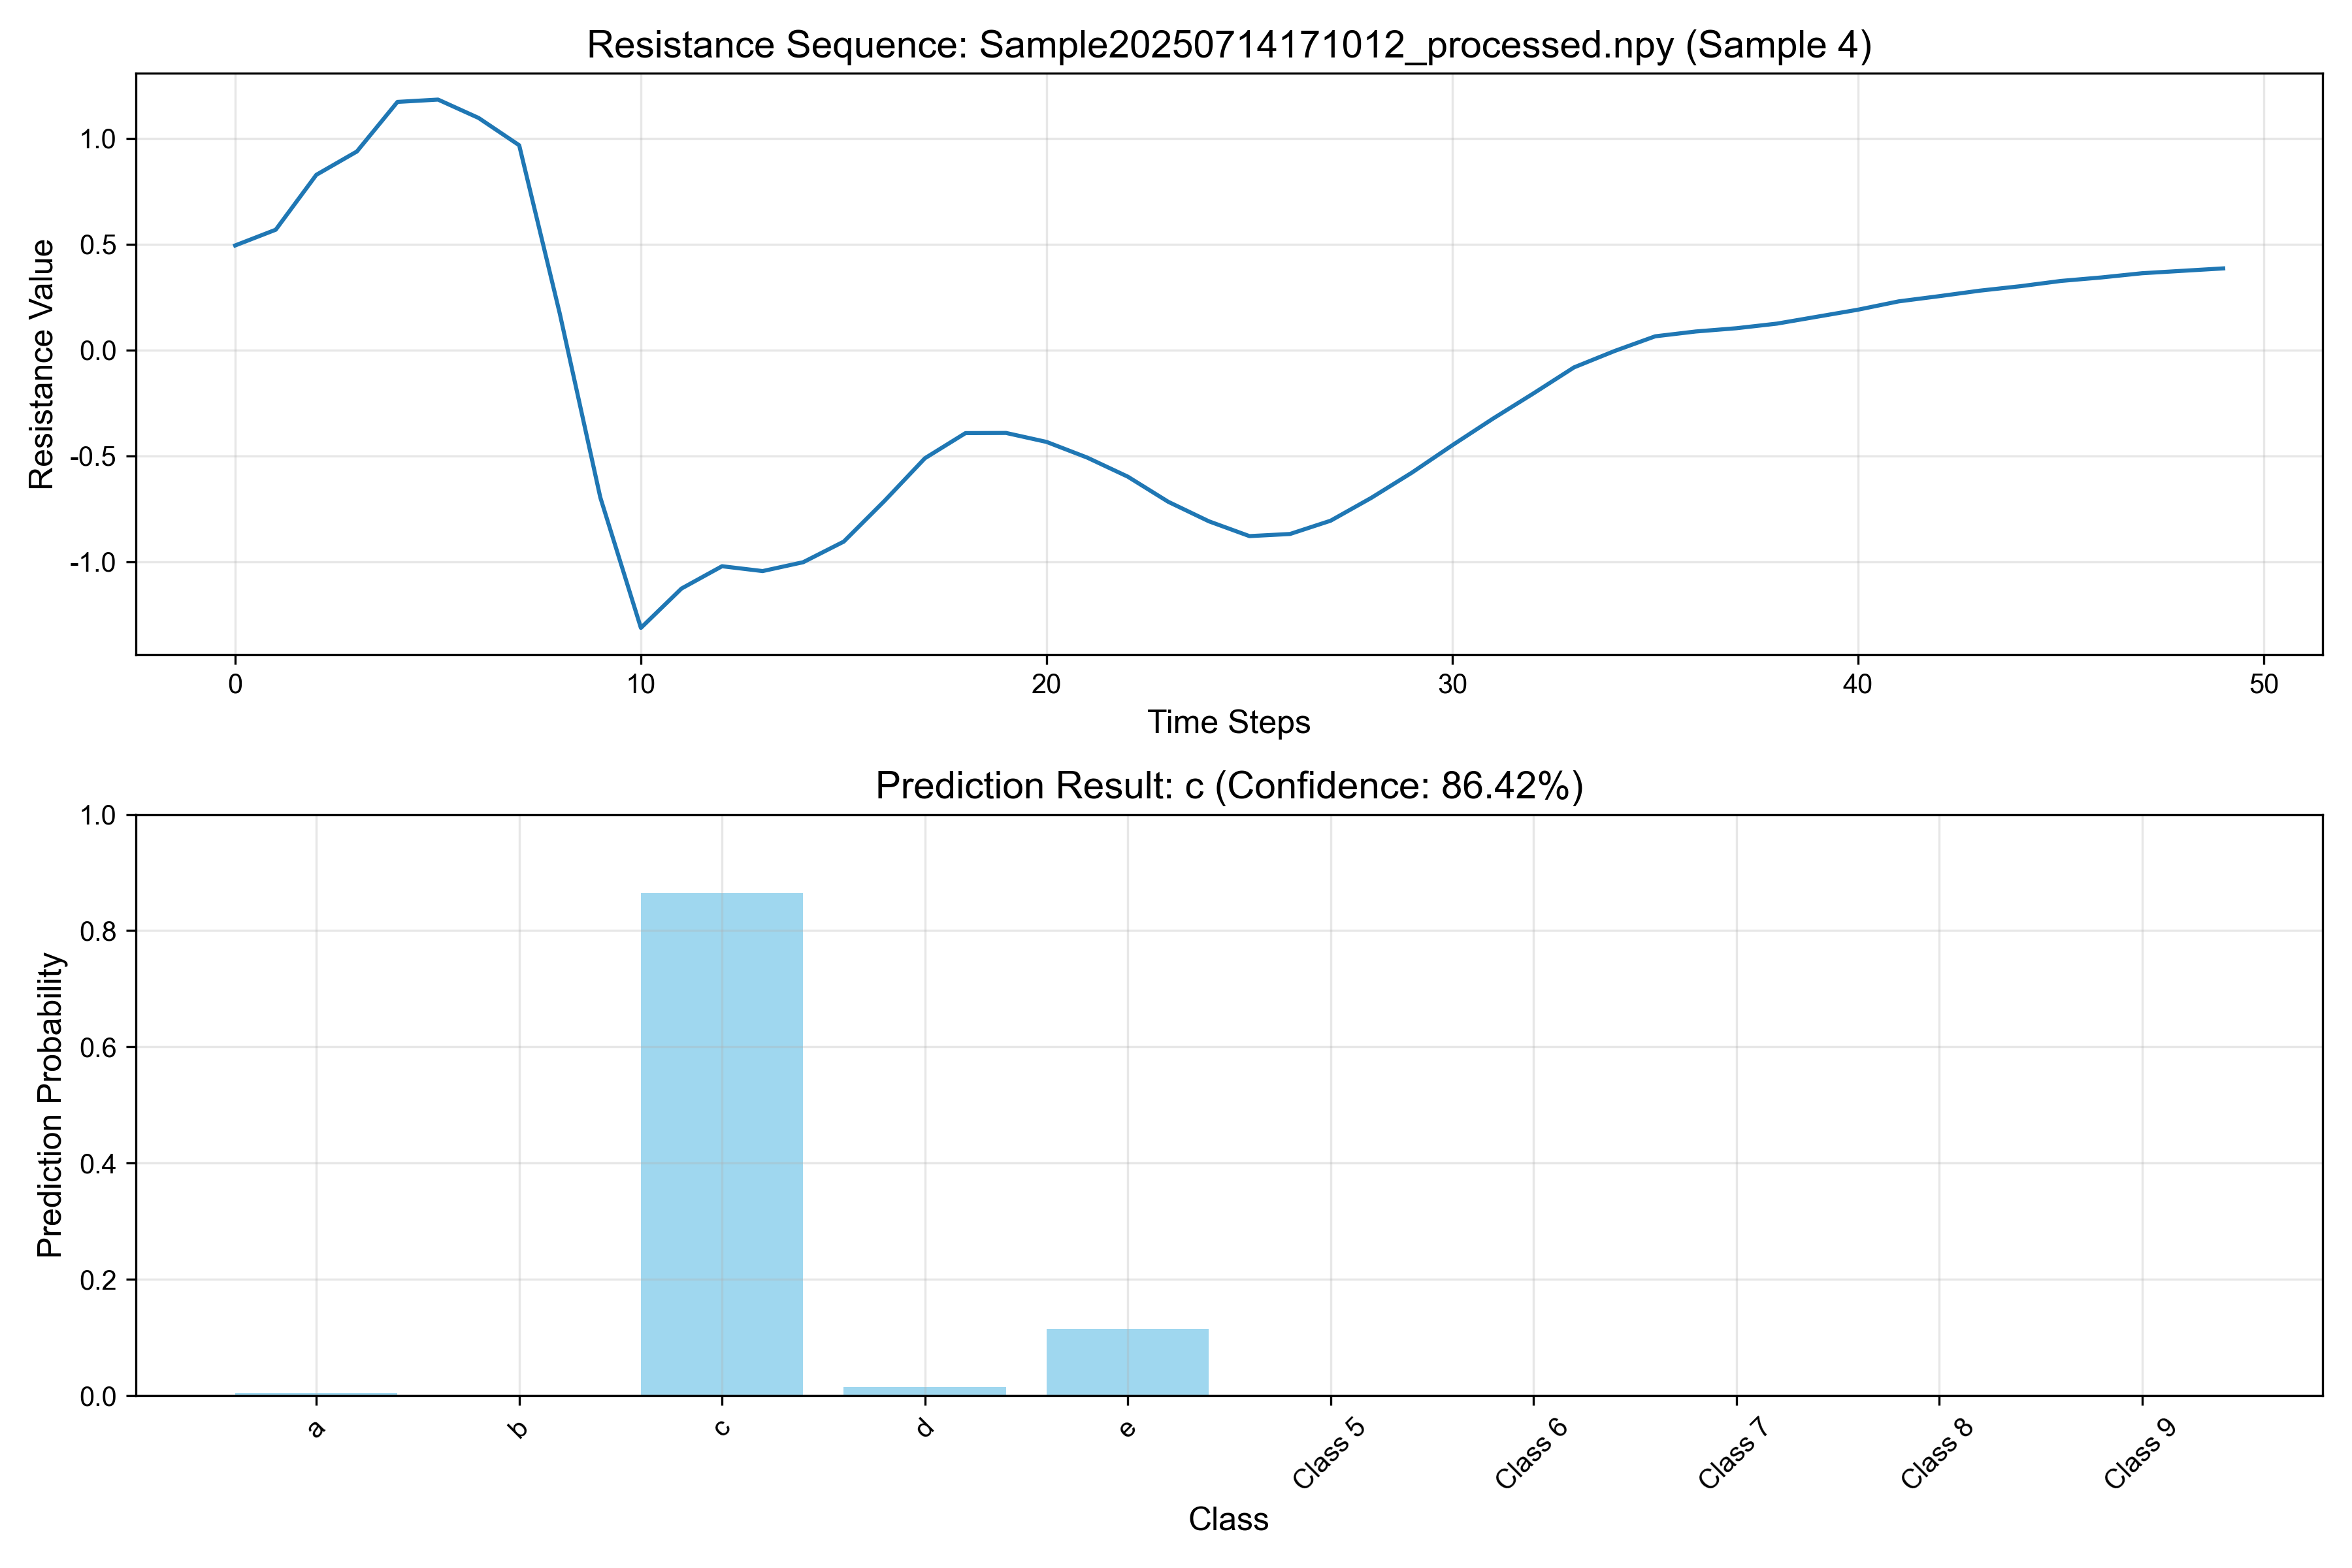 Resistance Sequence: Sample20250714171012_processed.npy (Sample 4)
Resistance Value
1.0
0.5
0.0
-0.5
-1.0
0 10 20 30 40 50
Time Steps
Prediction Result: c (Confidence: 86.42%)
Prediction Probability
1.0
0.8
0.6
0.4
0.2
0.0
a b c d e Class 5 Class 6 Class 7 Class 8 Class 9
Class